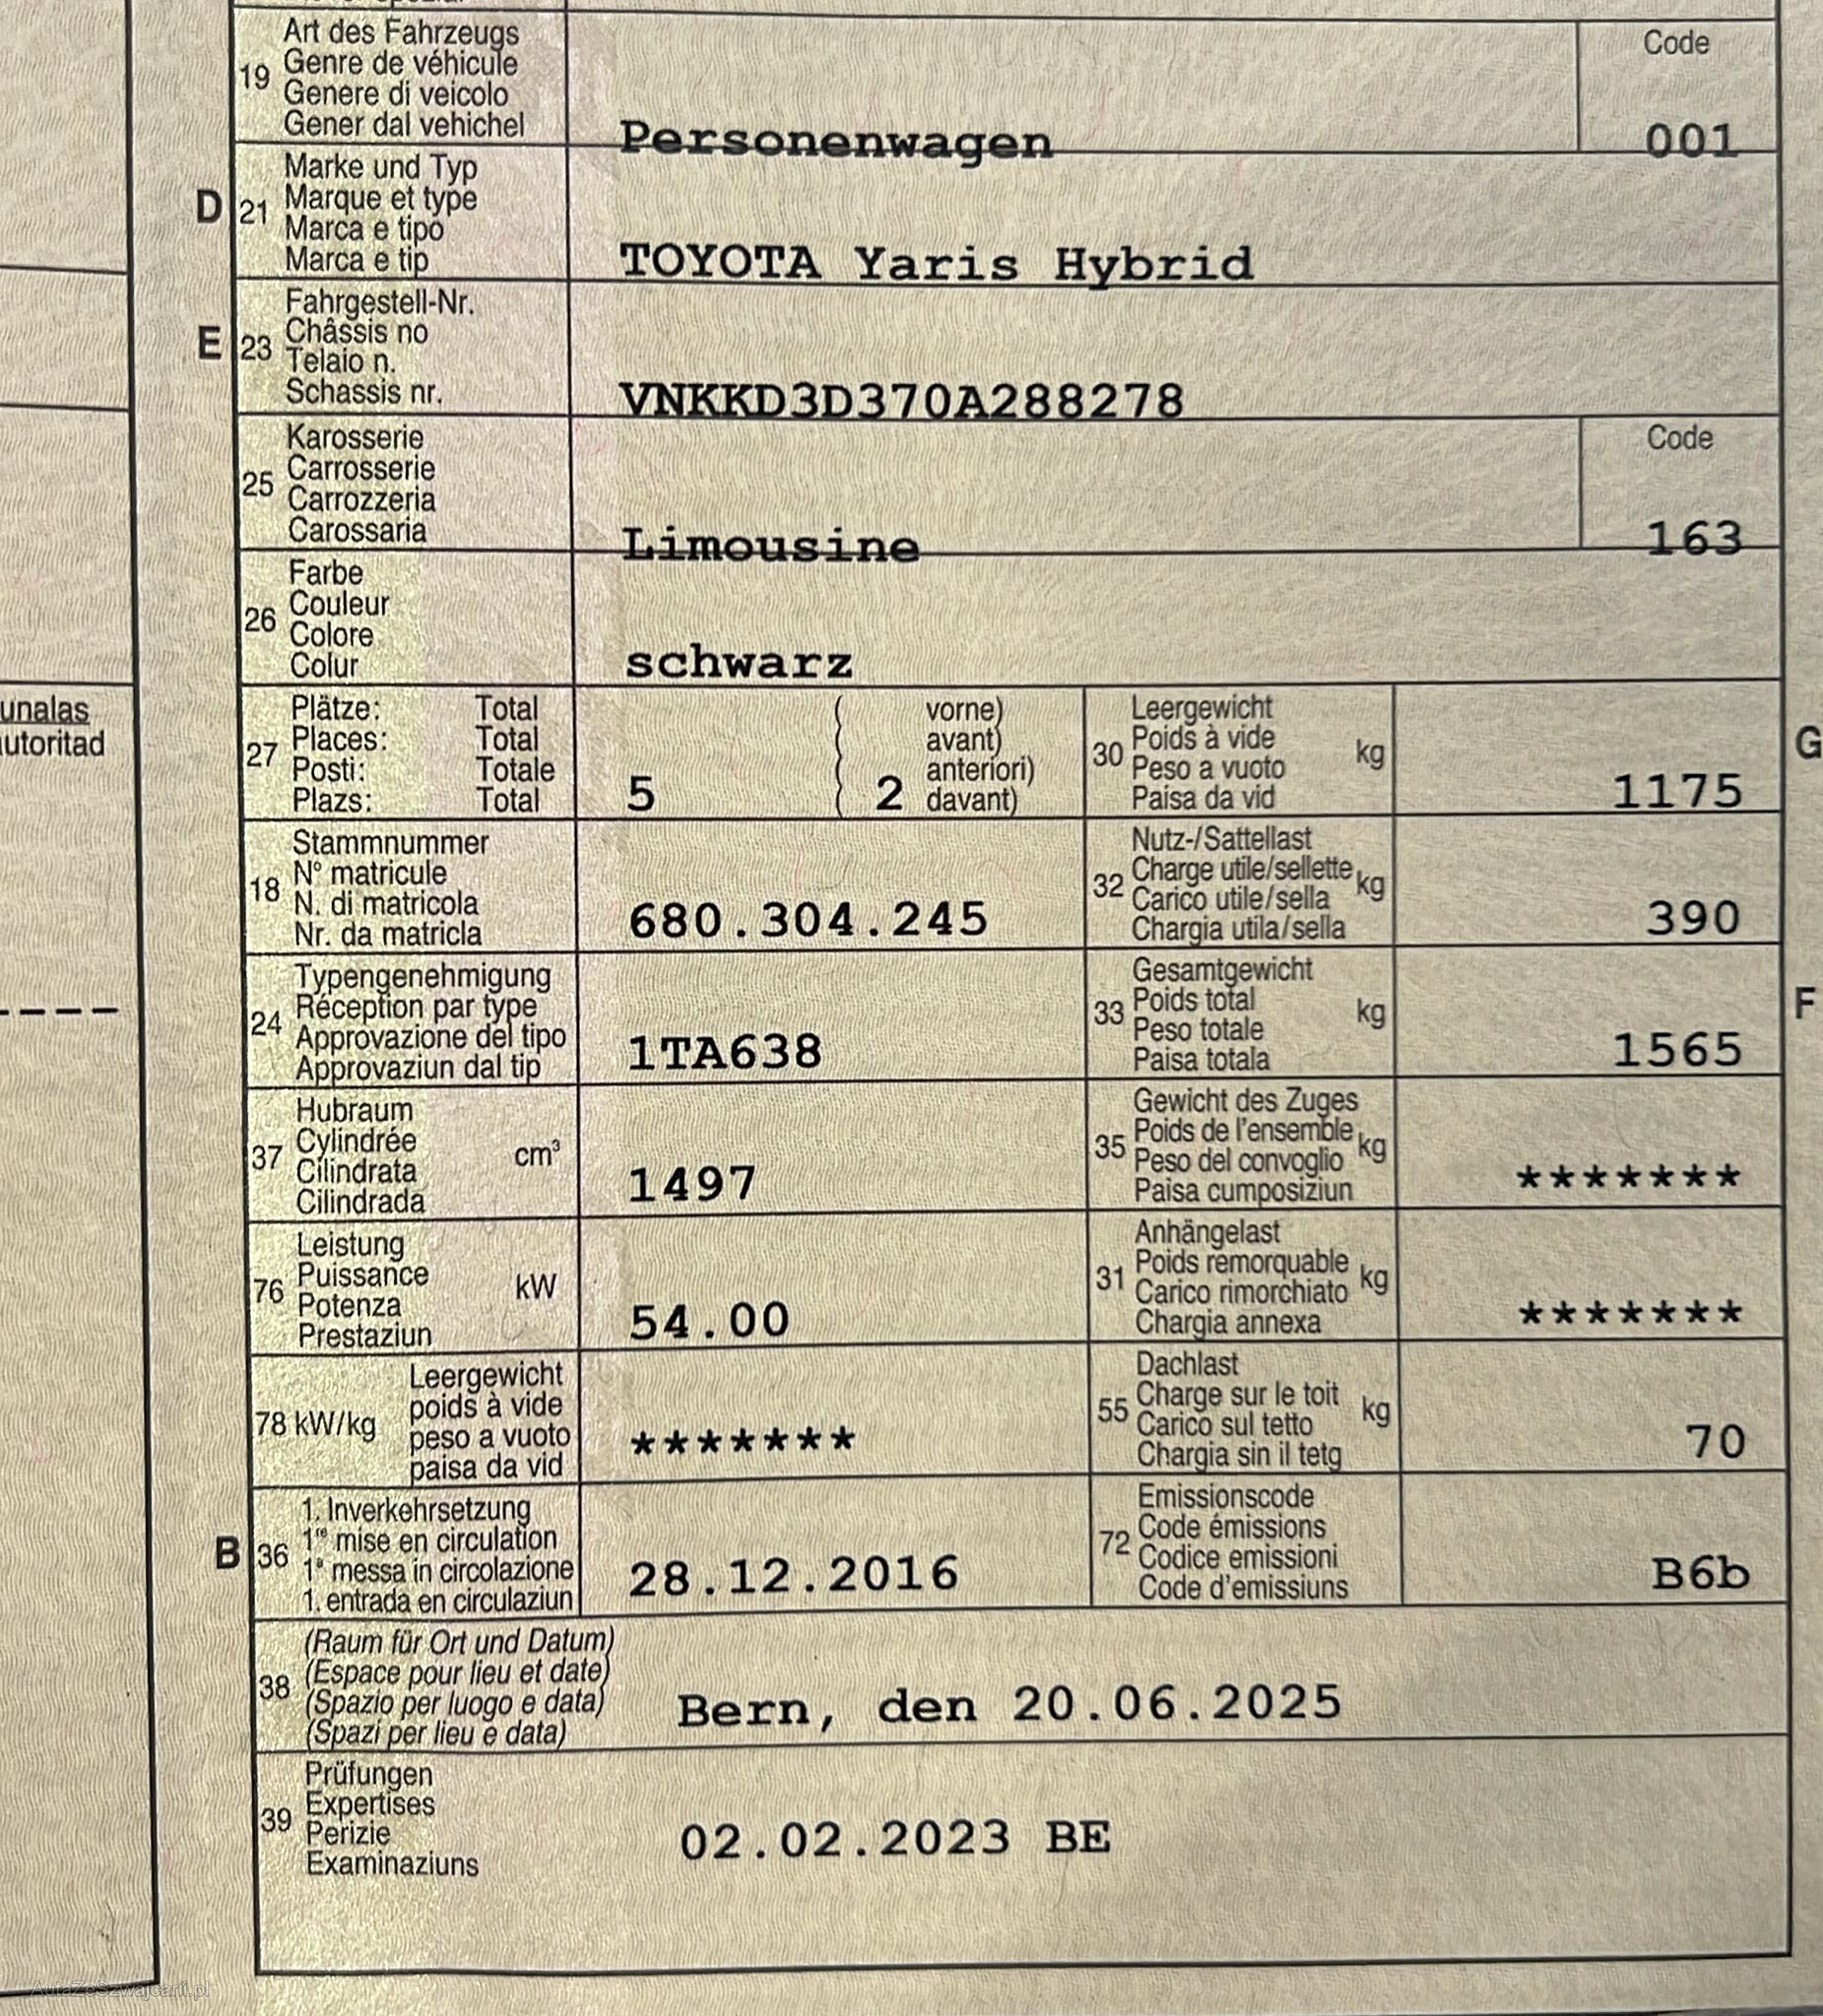 19
Art des Fahrzeugs
Genre de véhicule
Genere di veicolo
Gener dal vehichel
Personenwagen
Code
001
D
21
Marke und Typ
Marque et type
Marca e tipo
Marca e tip
TOYOTA Yaris Hybrid
E
23
Fahrgestell-Nr.
Châssis no
Telaio n.
Schassis nr.
VNKKD3D370A288278
25
Karosserie
Carrosserie
Carrozzeria
Carossaria
Limousine
Code
163
26
Farbe
Couleur
Colore
Colur
schwarz
unalas
utoritad
27
Plätze: Total
Places: Total
Posti: Totale
Plazs: Total
5
( vorne)
( avant)
( anteriori)
( 2 davant)
30
Leergewicht
Poids à vide kg
Peso a vuoto
Paisa da vid
1175
G
18
Stammnummer
N° matricule
N. di matricola
Nr. da matricla
680.304.245
32
Nutz-/Sattellast
Charge utile/sellette kg
Carico utile/sella
Chargia utila/sella
390
24
Typengenehmigung
Réception par type
Approvazione del tipo
Approvaziun dal tip
1TA638
33
Gesamtgewicht
Poids total kg
Peso totale
Paisa totala
1565
F
----
37
Hubraum
Cylindrée cm³
Cilindrata
Cilindrada
1497
35
Gewicht des Zuges
Poids de l'ensemble kg
Peso del convoglio
Paisa cumposiziun
*******
76
Leistung
Puissance kW
Potenza
Prestaziun
54.00
31
Anhängelast
Poids remorquable kg
Carico rimorchiato
Chargia annexa
*******
78 kW/kg
Leergewicht
poids à vide
peso a vuoto
paisa da vid
*******
55
Dachlast
Charge sur le toit kg
Carico sul tetto
Chargia sin il tetg
70
B
36
1. Inverkehrsetzung
1re mise en circulation
1a messa in circolazione
1. entrada en circulaziun
28.12.2016
72
Emissionscode
Code émissions
Codice emissioni
Code d'emissiuns
B6b
38
(Raum für Ort und Datum)
(Espace pour lieu et date)
(Spazio per luogo e data)
(Spazi per lieu e data)
Bern, den 20.06.2025
39
Prüfungen
Expertises
Perizie
Examinaziuns
02.02.2023 BE
AutaZeSzwajcarii.pl